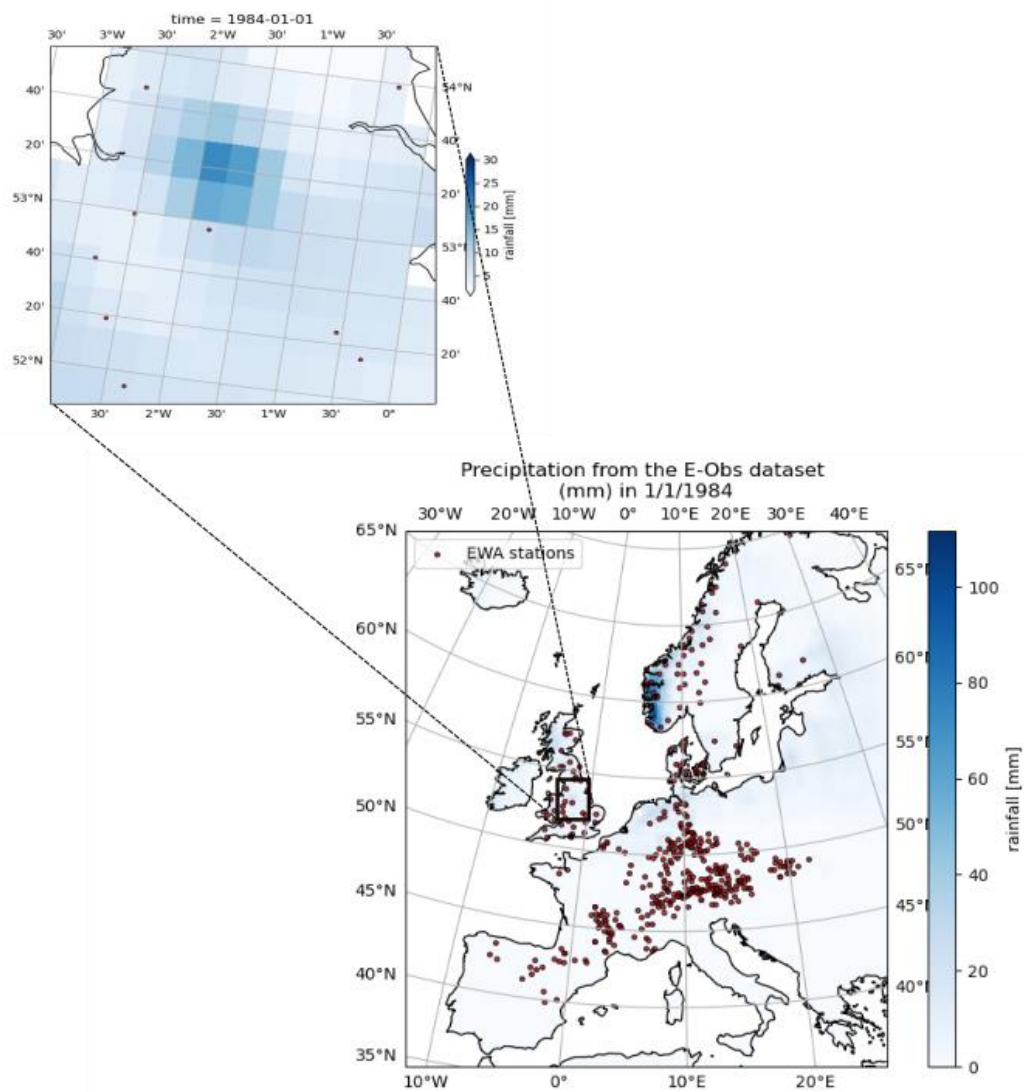 time = 1984-01-01
30' 3°W 30' 2°W 30' 1°W 30'
40'
20'
53°N
40'
20'
52°N
54°N
40'
20'
53°N
40'
20'
30' 2°W 30' 1°W 30' 0°
30
25
20
15
10
5
rainfall [mm]
Precipitation from the E-Obs dataset
(mm) in 1/1/1984
30°W 20°W 10°W 0° 10°E 20°E 30°E 40°E
EWA stations
65°N
60°N
55°N
50°N
45°N
40°N
35°N
65°N
60°N
55°N
50°N
45°N
40°N
10°W 0° 10°E 20°E
100
80
60
40
20
0
rainfall [mm]